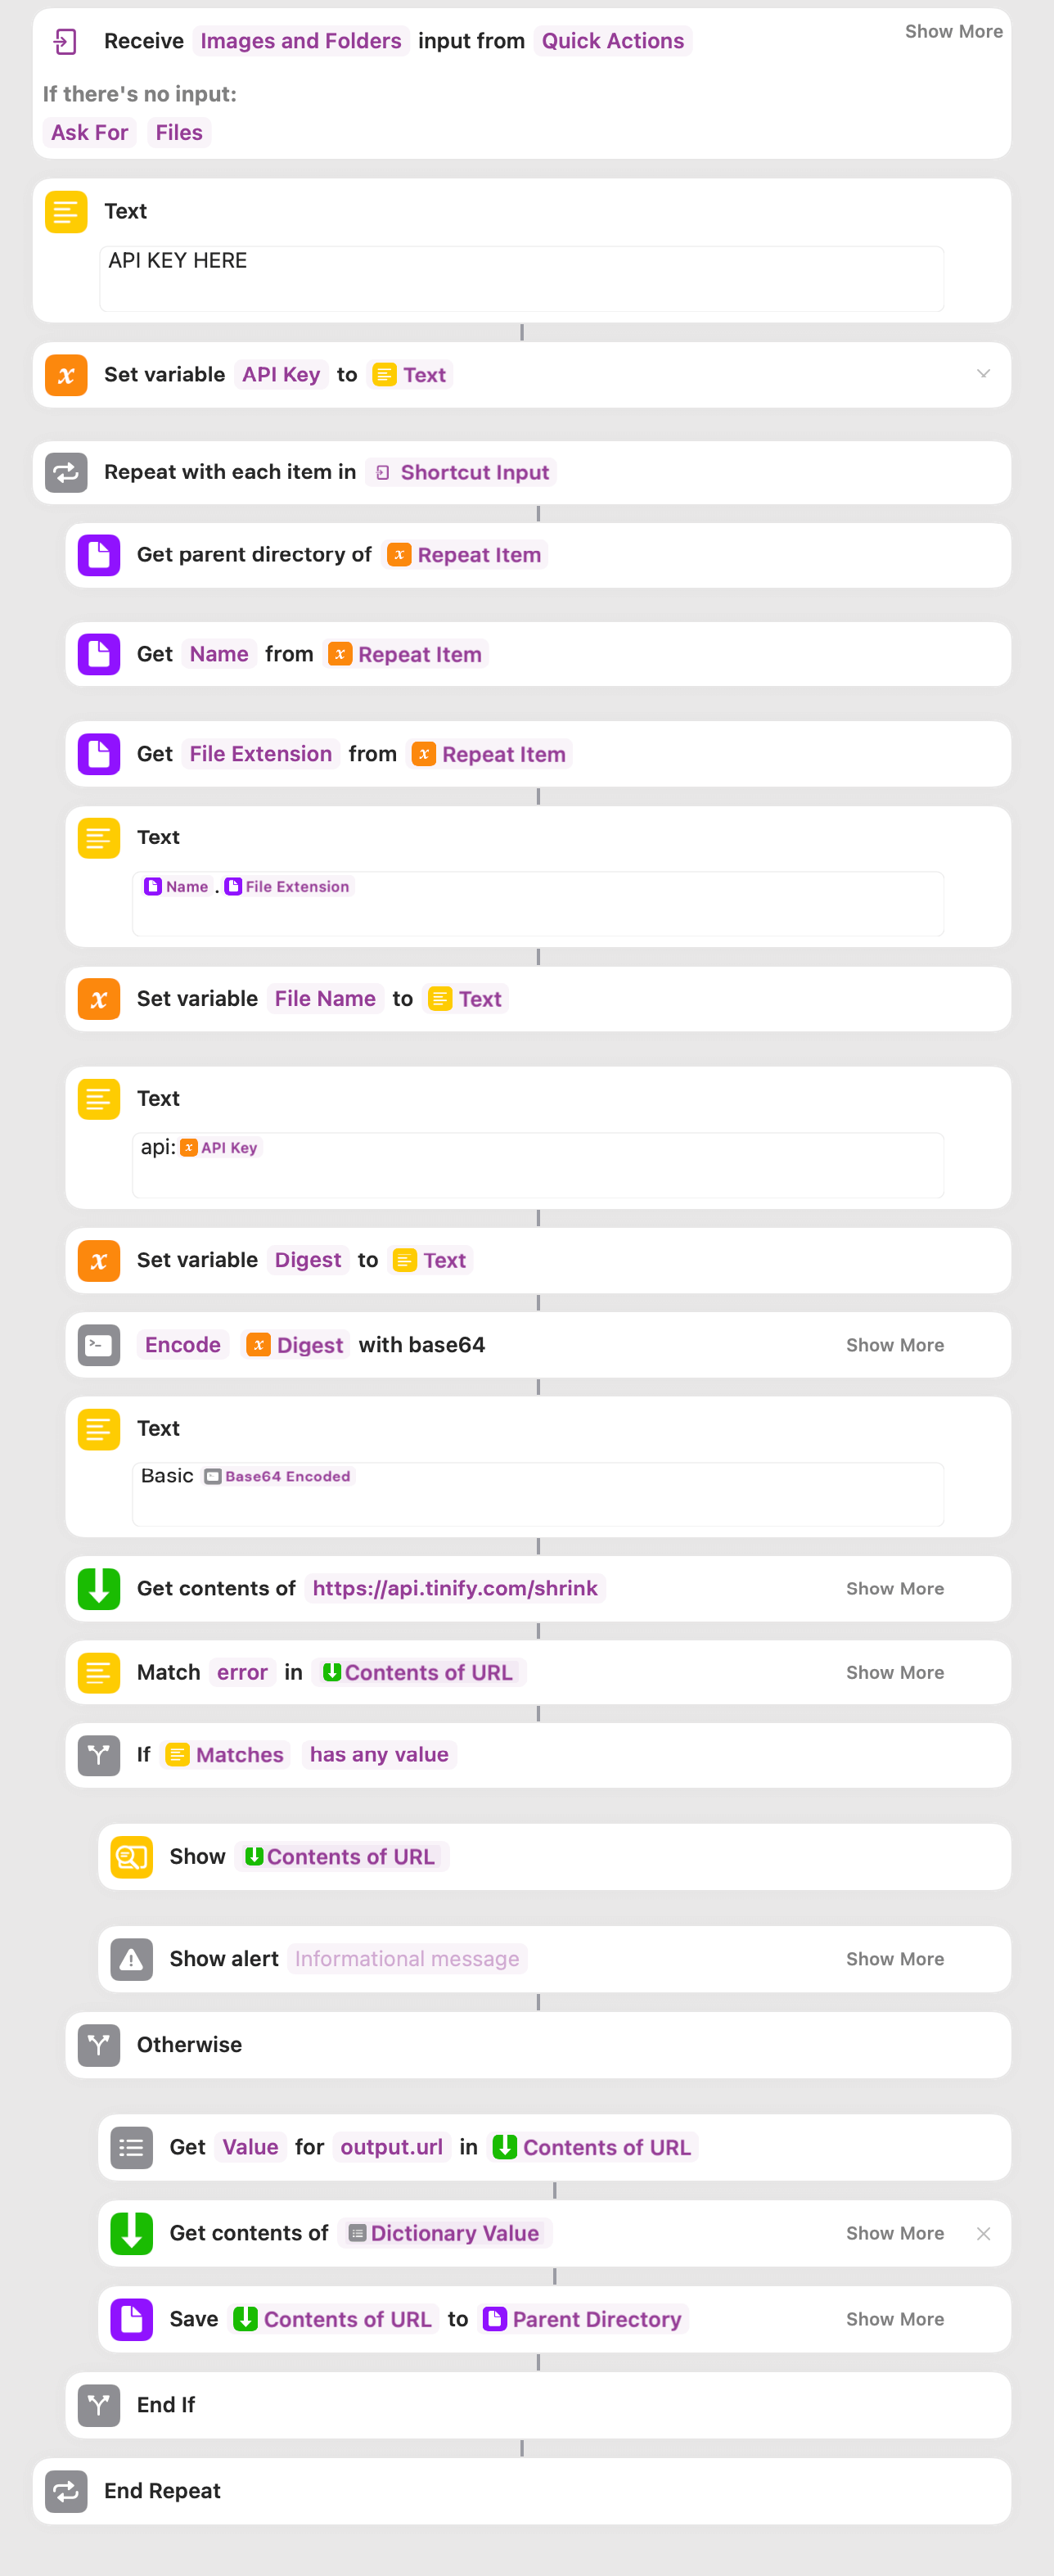 Receive Images and Folders input from Quick Actions Show More
If there's no input:
Ask For Files
Text
API KEY HERE
Set variable API Key to Text
Repeat with each item in Shortcut Input
Get parent directory of Repeat Item
Get Name from Repeat Item
Get File Extension from Repeat Item
Text
Name . File Extension
Set variable File Name to Text
Text
api: API Key
Set variable Digest to Text
Encode Digest with base64 Show More
Text
Basic Base64 Encoded
Get contents of https://api.tinify.com/shrink Show More
Match error in Contents of URL Show More
If Matches has any value
Show Contents of URL
Show alert Informational message Show More
Otherwise
Get Value for output.url in Contents of URL
Get contents of Dictionary Value Show More
Save Contents of URL to Parent Directory Show More
End If
End Repeat